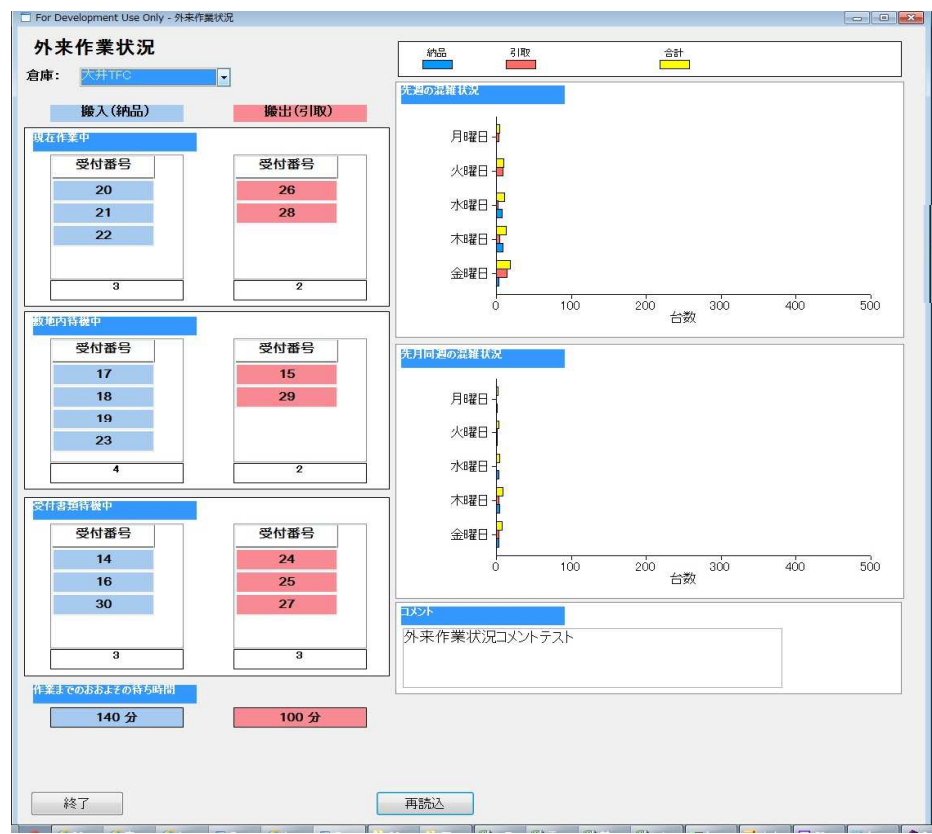 For Development Use Only - 外来作業状況
外来作業状況
倉庫： 大井TFC
搬入(納品) 搬出(引取)
現在作業中
受付番号 受付番号
20 26
21 28
22
3 2
敷地内待機中
受付番号 受付番号
17 15
18 29
19
23
4 2
受付書類待機中
受付番号 受付番号
14 24
16 25
30 27
3 3
作業までのおおよその待ち時間
140 分 100 分
終了 再読込
納品 引取 合計
先週の混雑状況
月曜日
火曜日
水曜日
木曜日
金曜日
0 100 200 300 400 500
台数
先月同週の混雑状況
月曜日
火曜日
水曜日
木曜日
金曜日
0 100 200 300 400 500
台数
コメント
外来作業状況コメントテスト